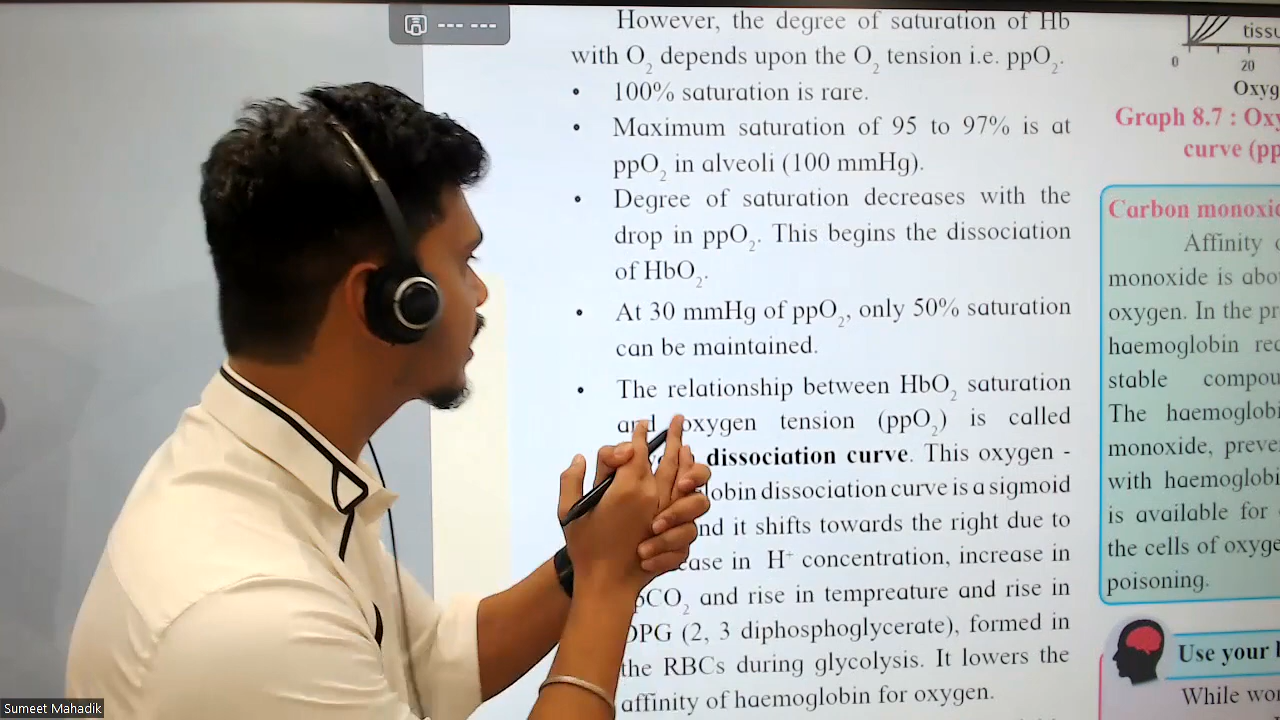 However, the degree of saturation of Hb
with O2 depends upon the O2 tension i.e. ppO2.
• 100% saturation is rare.
• Maximum saturation of 95 to 97% is at
ppO2 in alveoli (100 mmHg).
• Degree of saturation decreases with the
drop in ppO2. This begins the dissociation
of HbO2.
• At 30 mmHg of ppO2, only 50% saturation
can be maintained.
• The relationship between HbO2 saturation
and oxygen tension (ppO2) is called
dissociation curve. This oxygen -
lobin dissociation curve is a sigmoid
nd it shifts towards the right due to
ease in H+ concentration, increase in
pCO2 and rise in tempreature and rise in
DPG (2, 3 diphosphoglycerate), formed in
the RBCs during glycolysis. It lowers the
affinity of haemoglobin for oxygen.
tissu
0 20
Oxyg
Graph 8.7 : Oxy
curve (pp
Carbon monoxid
Affinity
monoxide is abo
oxygen. In the pr
haemoglobin rea
stable compou
The haemoglobi
monoxide, preve
with haemoglobi
is available for
the cells of oxyge
poisoning.
Use your b
While wo
Sumeet Mahadik